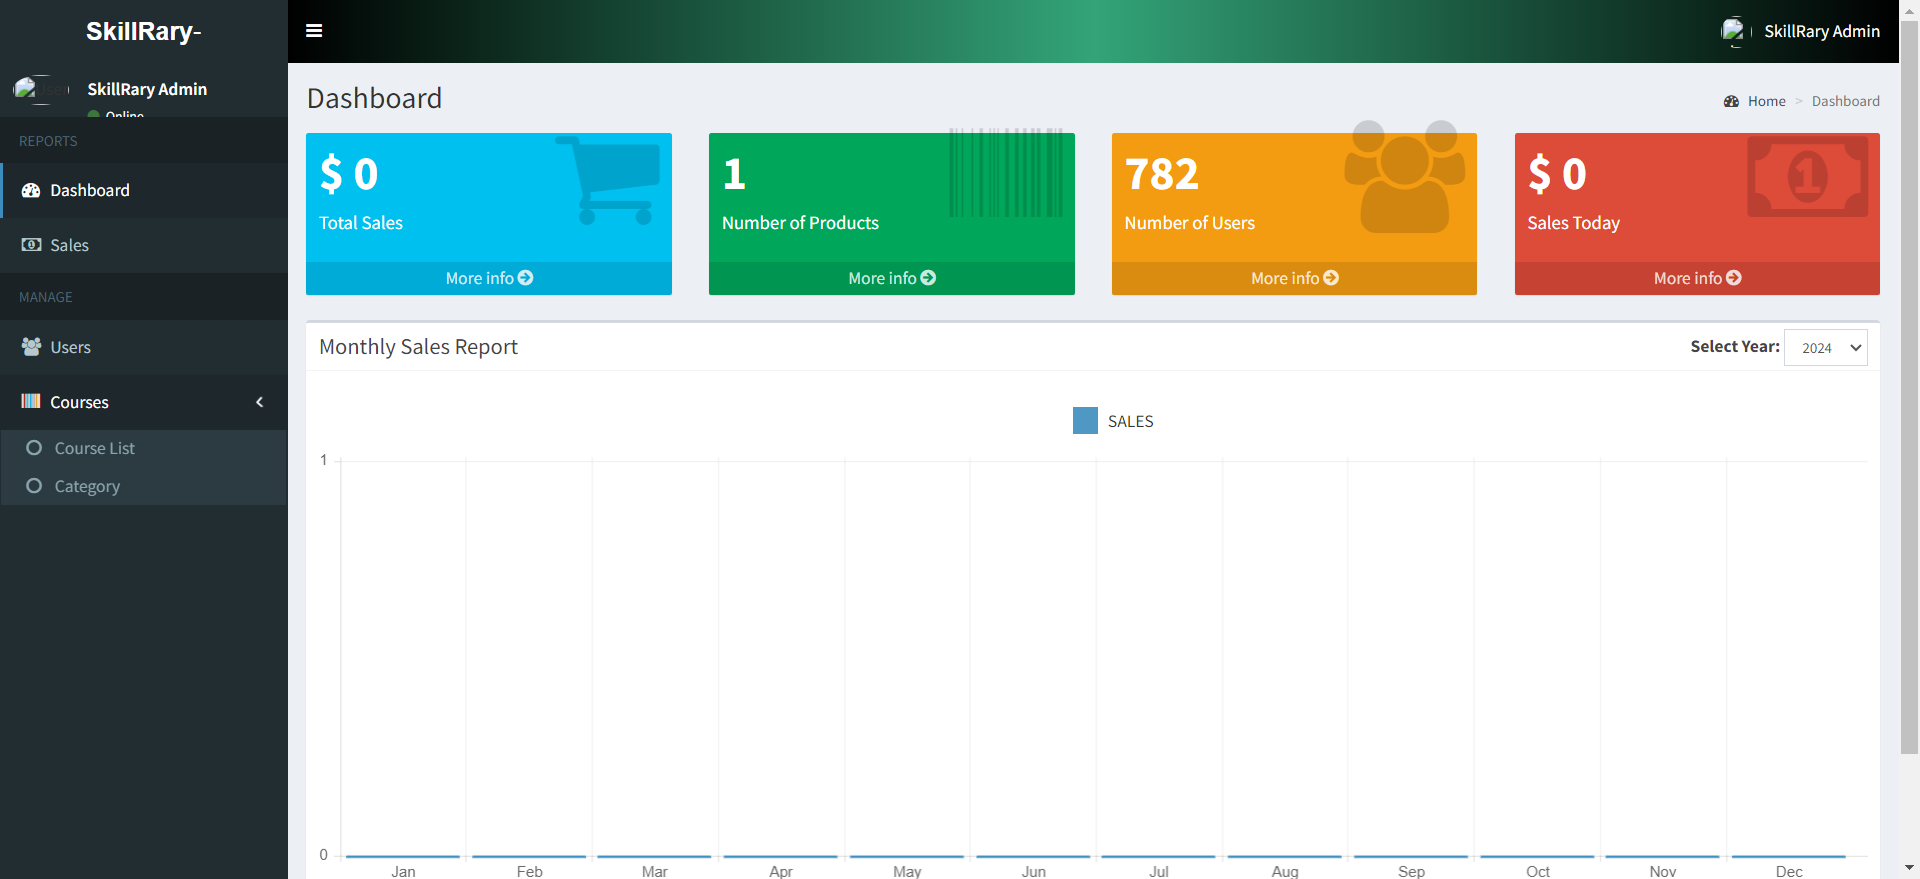 SkillRary-
SkillRary Admin
Online
REPORTS
Dashboard
Sales
MANAGE
Users
Courses
Course List
Category
SkillRary Admin
Dashboard
Home > Dashboard
$ 0
Total Sales
More info
1
Number of Products
More info
782
Number of Users
More info
$ 0
Sales Today
More info
Monthly Sales Report
Select Year: 2024
SALES
1
0
Jan Feb Mar Apr May Jun Jul Aug Sep Oct Nov Dec